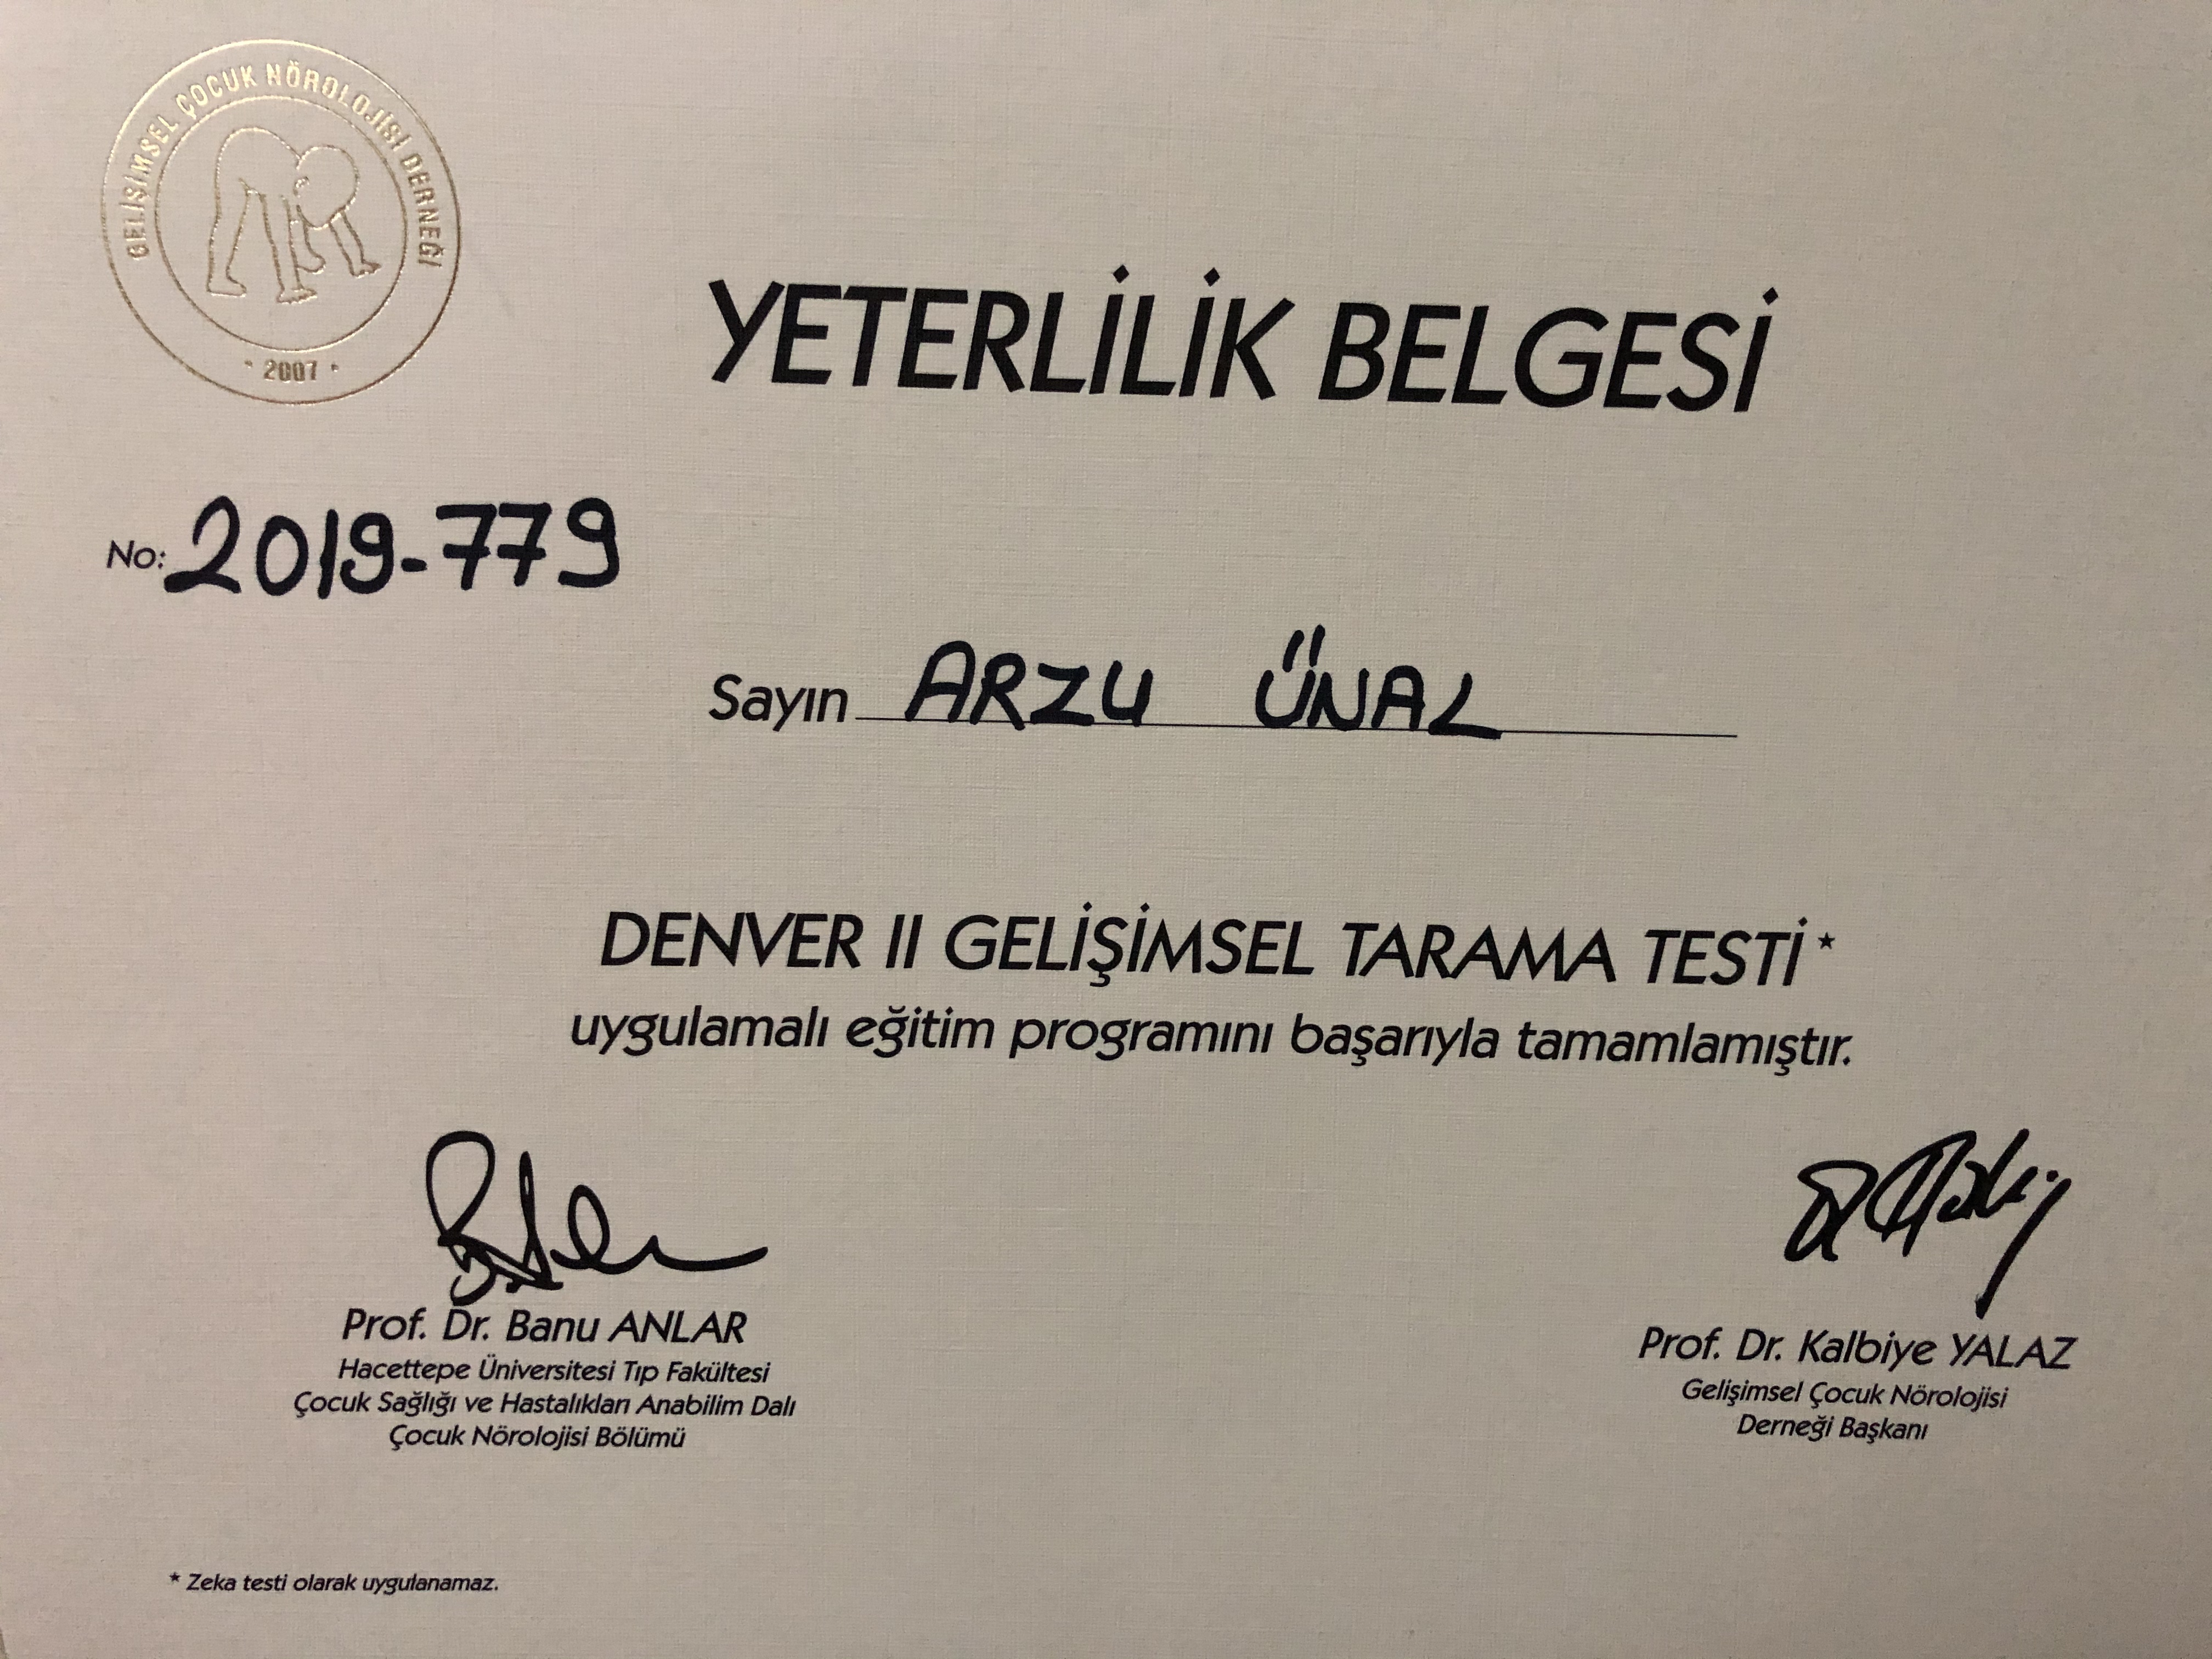 GELİŞİMSEL ÇOCUK NÖROLOJİSİ DERNEĞİ
• 2007 •
YETERLİLİK BELGESİ
No: 2019-779
Sayın ARZU ÜNAL
DENVER II GELİŞİMSEL TARAMA TESTİ*
uygulamalı eğitim programını başarıyla tamamlamıştır.
Prof. Dr. Banu ANLAR
Hacettepe Üniversitesi Tıp Fakültesi
Çocuk Sağlığı ve Hastalıkları Anabilim Dalı
Çocuk Nörolojisi Bölümü
Prof. Dr. Kalbiye YALAZ
Gelişimsel Çocuk Nörolojisi
Derneği Başkanı
* Zeka testi olarak uygulanamaz.